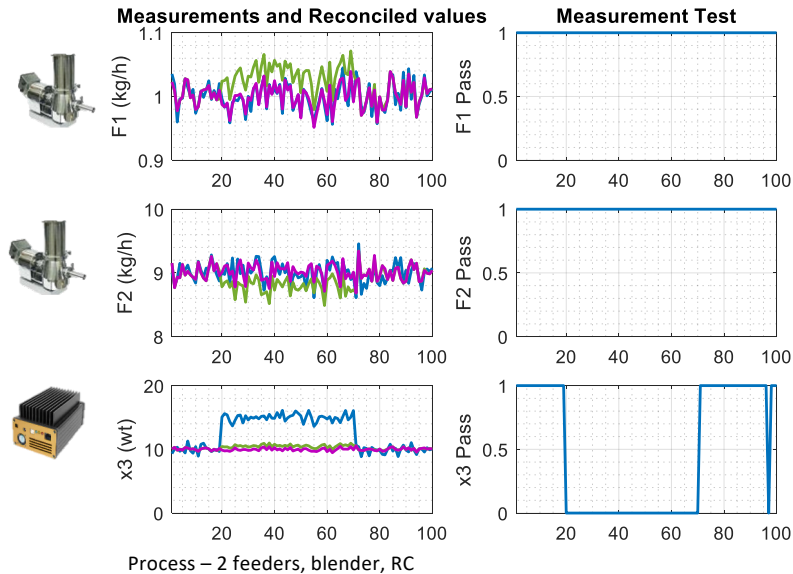 Measurements and Reconciled values
Measurement Test
1.1
1
0.9
F1 (kg/h)
20 40 60 80 100
1
0.5
0
F1 Pass
20 40 60 80 100
10
9
8
F2 (kg/h)
20 40 60 80 100
1
0.5
0
F2 Pass
20 40 60 80 100
20
10
0
x3 (wt)
20 40 60 80 100
1
0.5
0
x3 Pass
20 40 60 80 100
Process – 2 feeders, blender, RC